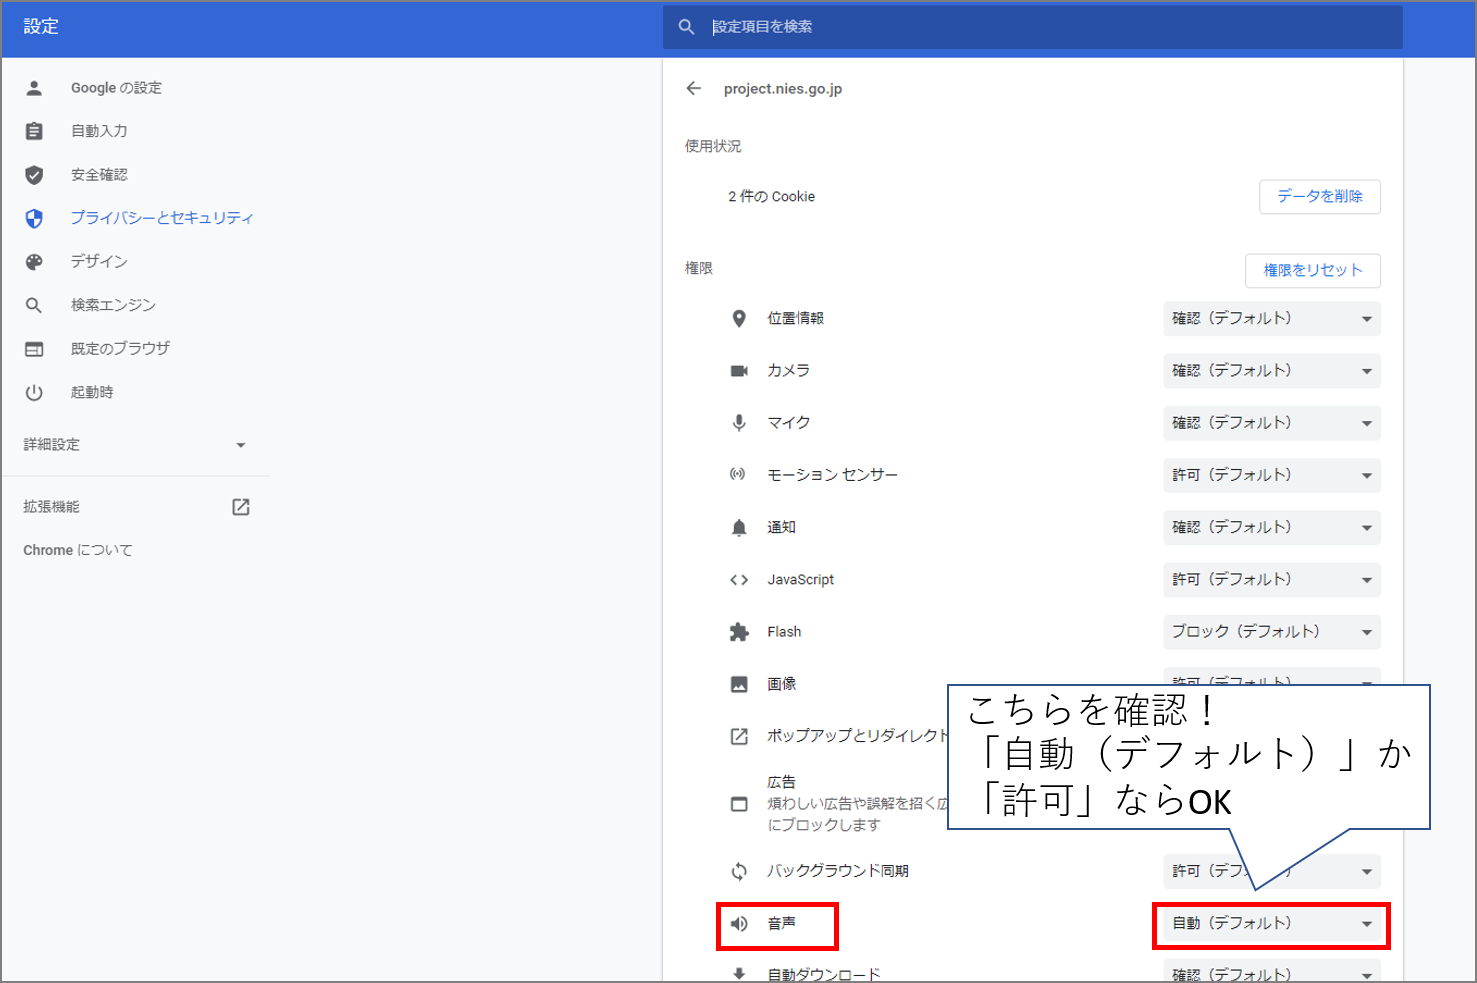 設定
設定項目を検索
Google の設定
自動入力
安全確認
プライバシーとセキュリティ
デザイン
検索エンジン
既定のブラウザ
起動時
詳細設定
拡張機能
Chrome について
project.nies.go.jp
使用状況
2 件の Cookie
データを削除
権限
権限をリセット
位置情報
確認（デフォルト）
カメラ
確認（デフォルト）
マイク
確認（デフォルト）
モーション センサー
許可（デフォルト）
通知
確認（デフォルト）
JavaScript
許可（デフォルト）
Flash
ブロック（デフォルト）
画像
許可（デフォルト）
ポップアップとリダイレクト
こちらを確認！
「自動（デフォルト）」か
「許可」ならOK
広告
煩わしい広告や誤解を招く広
にブロックします
バックグラウンド同期
許可（デフォ
音声
自動（デフォルト）
自動ダウンロード
確認（デフォルト）